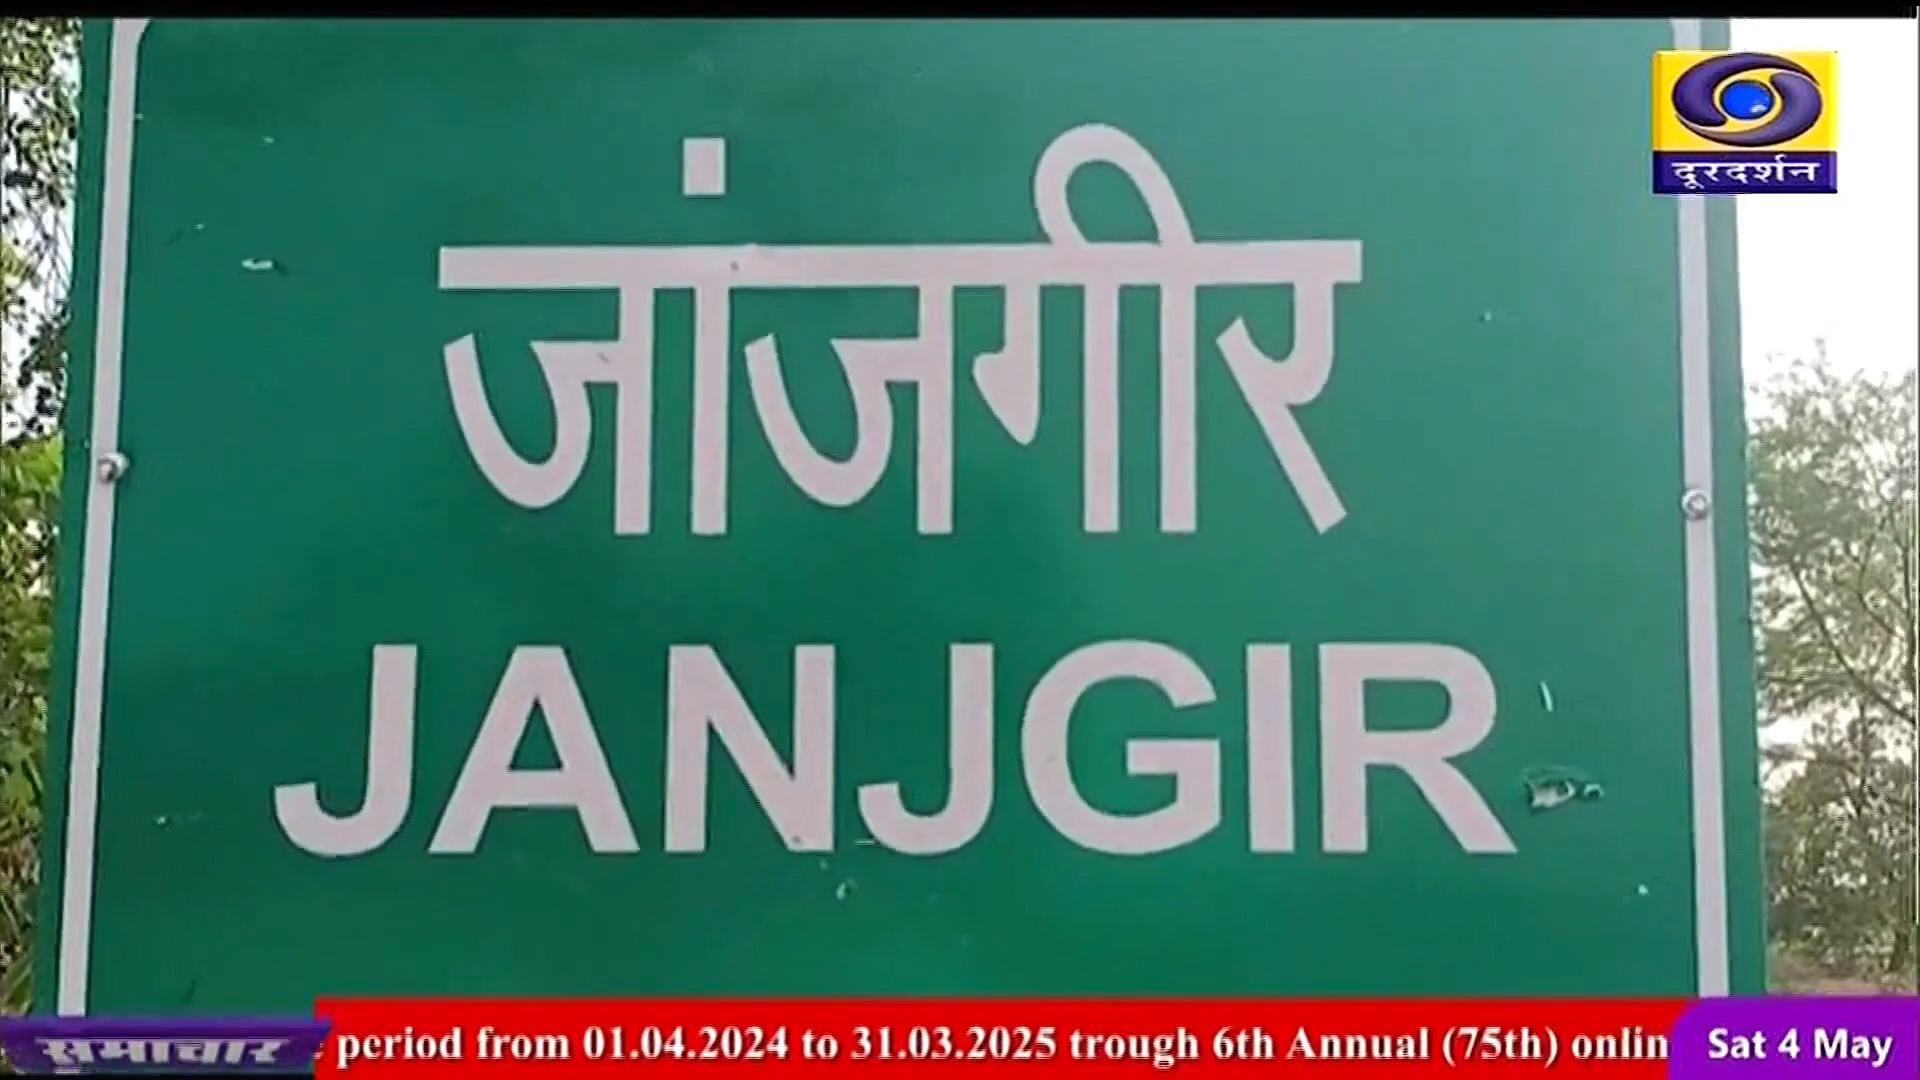 दूरदर्शन
जांजगीर
JANJGIR
समाचार
period from 01.04.2024 to 31.03.2025 trough 6th Annual (75th) onlin
Sat 4 May